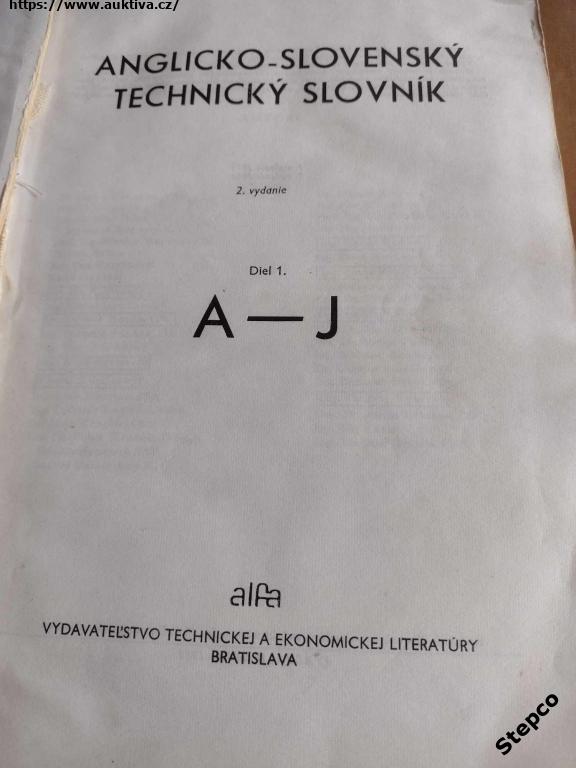 https://www.auktiva.cz/
ANGLICKO-SLOVENSKÝ
TECHNICKÝ SLOVNÍK
2. vydanie
Diel 1.
A — J
alfa
VYDAVATEĽSTVO TECHNICKEJ A EKONOMICKEJ LITERATÚRY
BRATISLAVA
Stepco